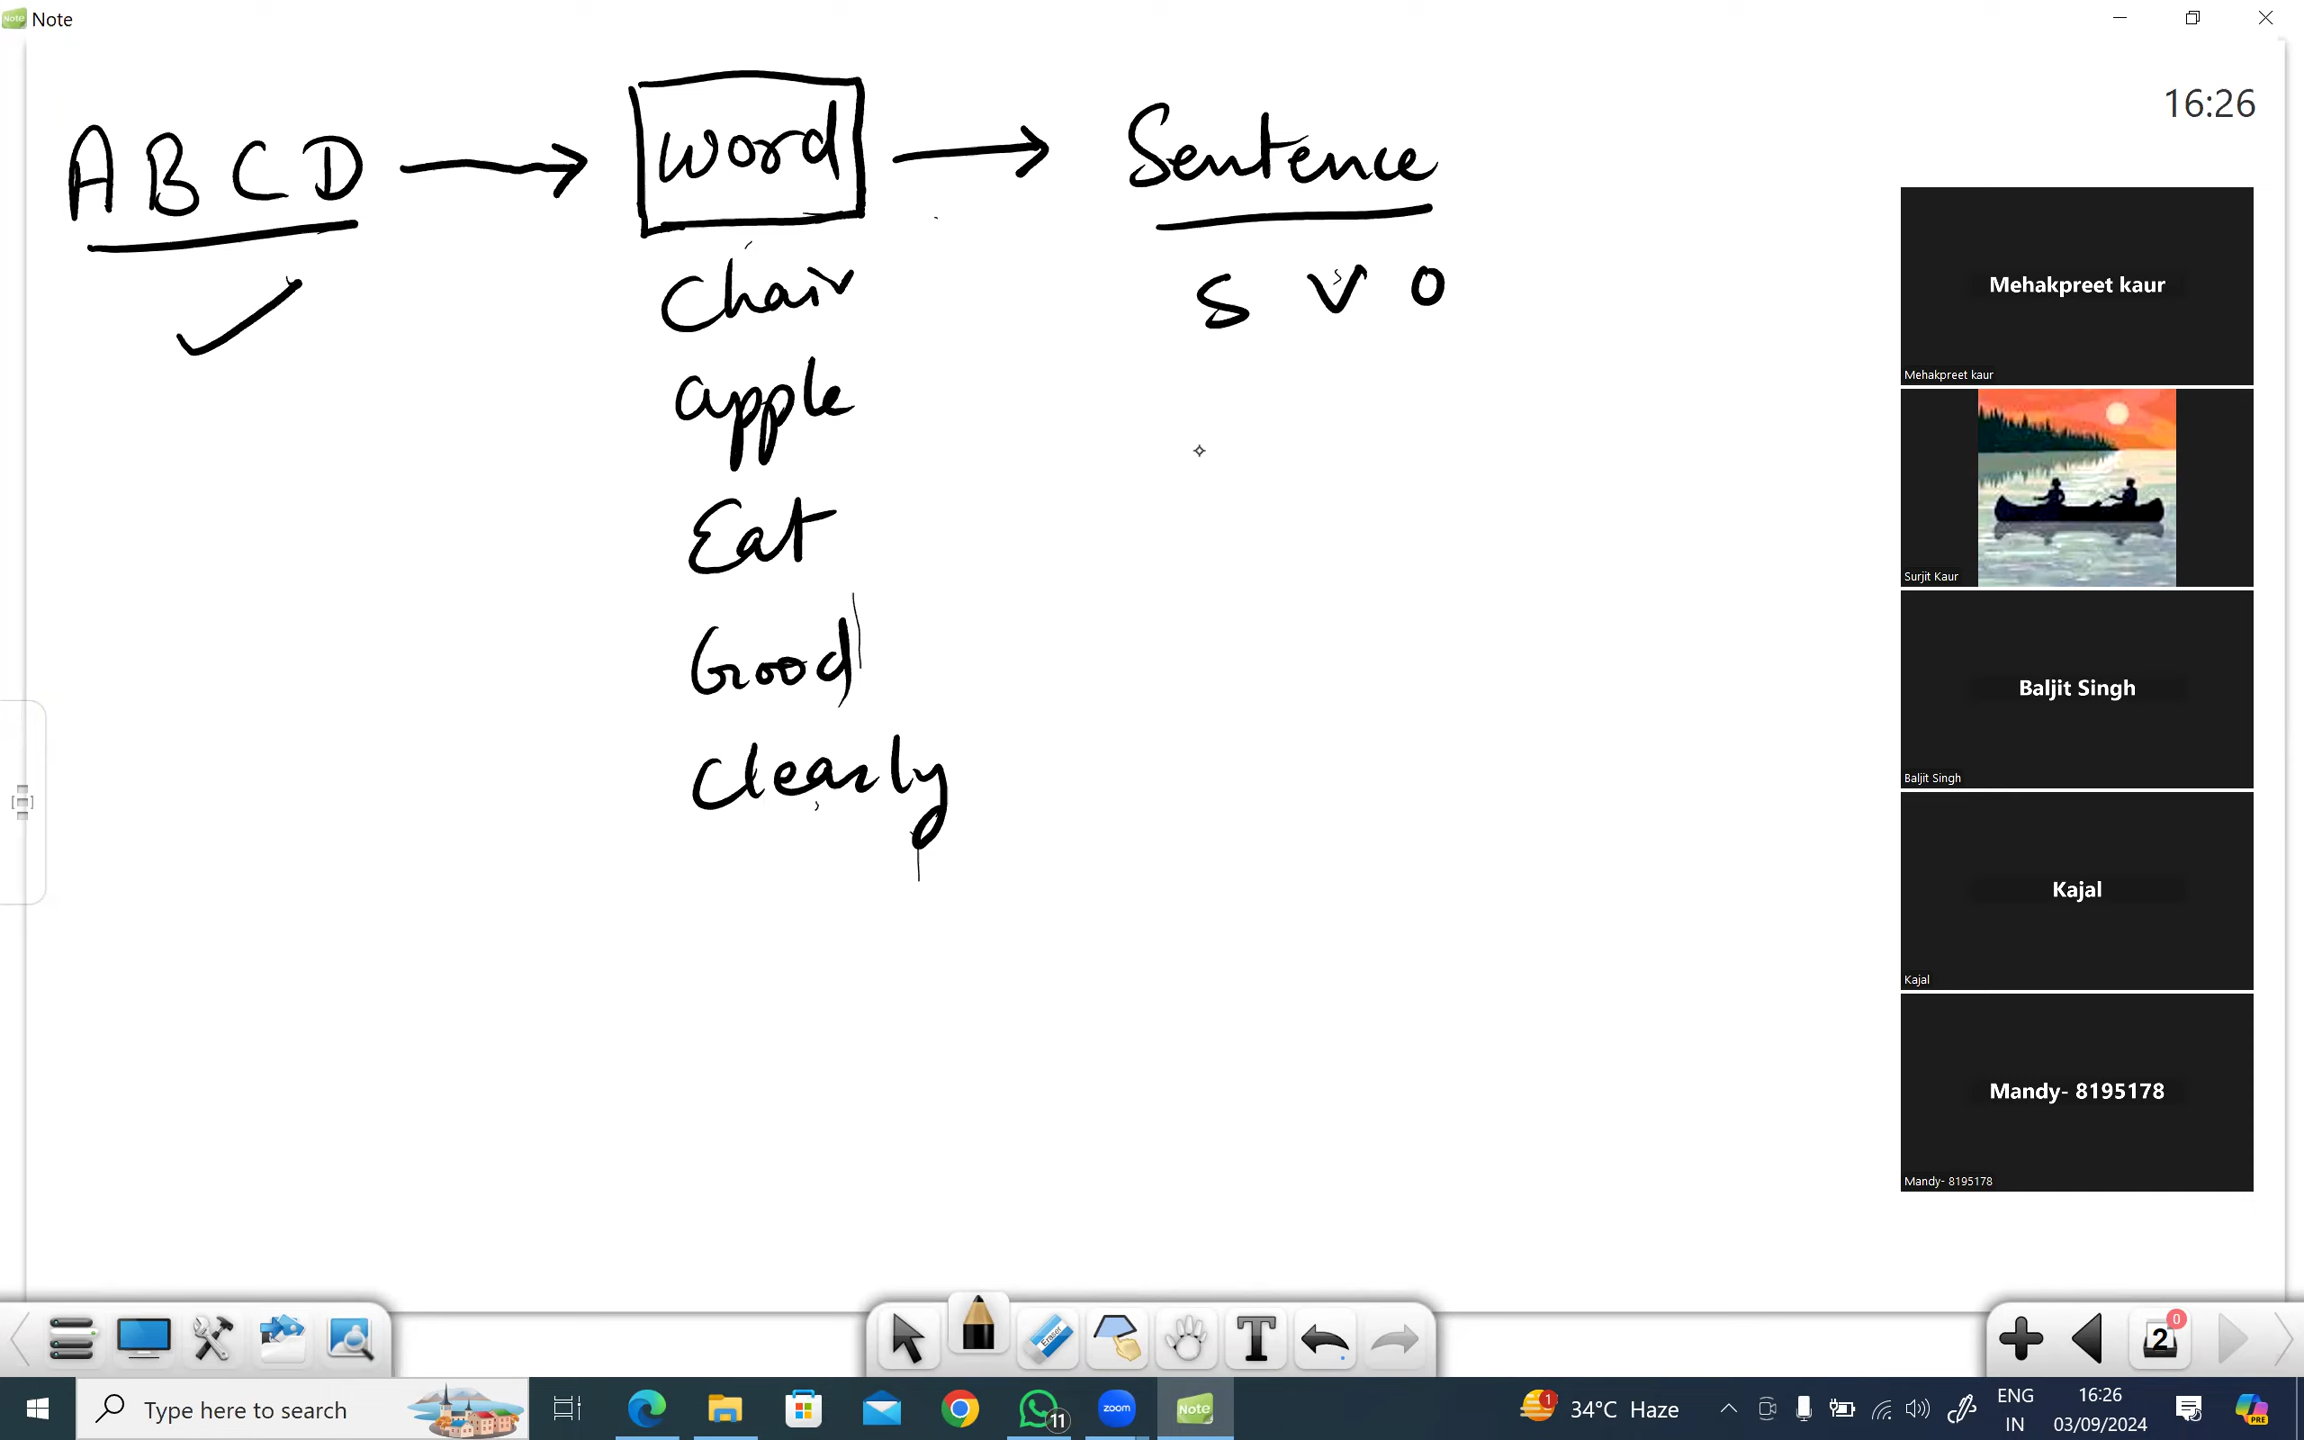 Note
16:26
A B C D → word → Sentence
Chair
S V O
apple
Eat
Good
Clearly
Mehakpreet kaur
Mehakpreet kaur
Surjit Kaur
Baljit Singh
Baljit Singh
Kajal
Kajal
Mandy- 8195178
Mandy- 8195178
Eraser
T
2
0
Type here to search
11
zoom
Note
1
34°C Haze
ENG
IN
16:26
03/09/2024
PRE